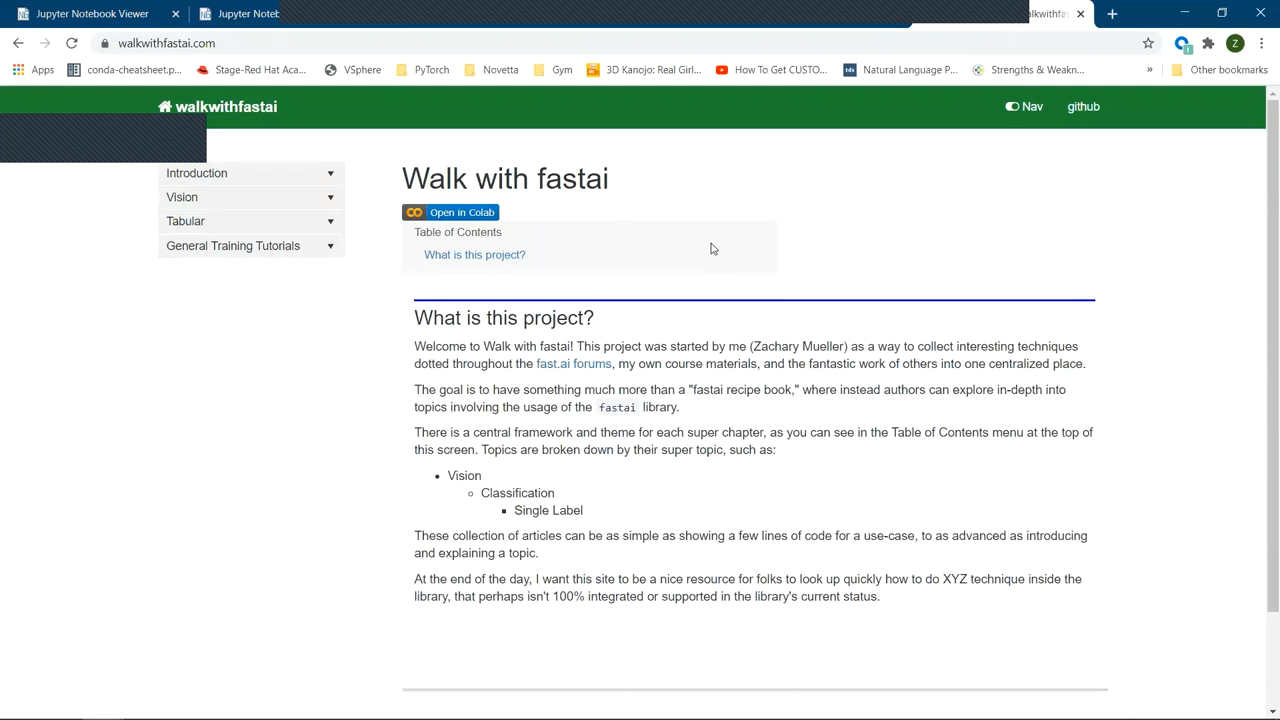 Jupyter Notebook Viewer
Jupyter Noteb
walkwithfas
walkwithfastai.com
Z
Apps
conda-cheatsheet.p...
Stage-Red Hat Aca...
VSphere
PyTorch
Novetta
Gym
3D Kanojo: Real Girl...
How To Get CUSTO...
Natural Language P...
Strengths & Weakn...
»
Other bookmarks
walkwithfastai
Nav
github
Introduction
Vision
Tabular
General Training Tutorials
Walk with fastai
CO Open in Colab
Table of Contents
What is this project?
What is this project?
Welcome to Walk with fastai! This project was started by me (Zachary Mueller) as a way to collect interesting techniques
dotted throughout the fast.ai forums, my own course materials, and the fantastic work of others into one centralized place.
The goal is to have something much more than a "fastai recipe book," where instead authors can explore in-depth into
topics involving the usage of the fastai library.
There is a central framework and theme for each super chapter, as you can see in the Table of Contents menu at the top of
this screen. Topics are broken down by their super topic, such as:
Vision
Classification
Single Label
These collection of articles can be as simple as showing a few lines of code for a use-case, to as advanced as introducing
and explaining a topic.
At the end of the day, I want this site to be a nice resource for folks to look up quickly how to do XYZ technique inside the
library, that perhaps isn't 100% integrated or supported in the library's current status.